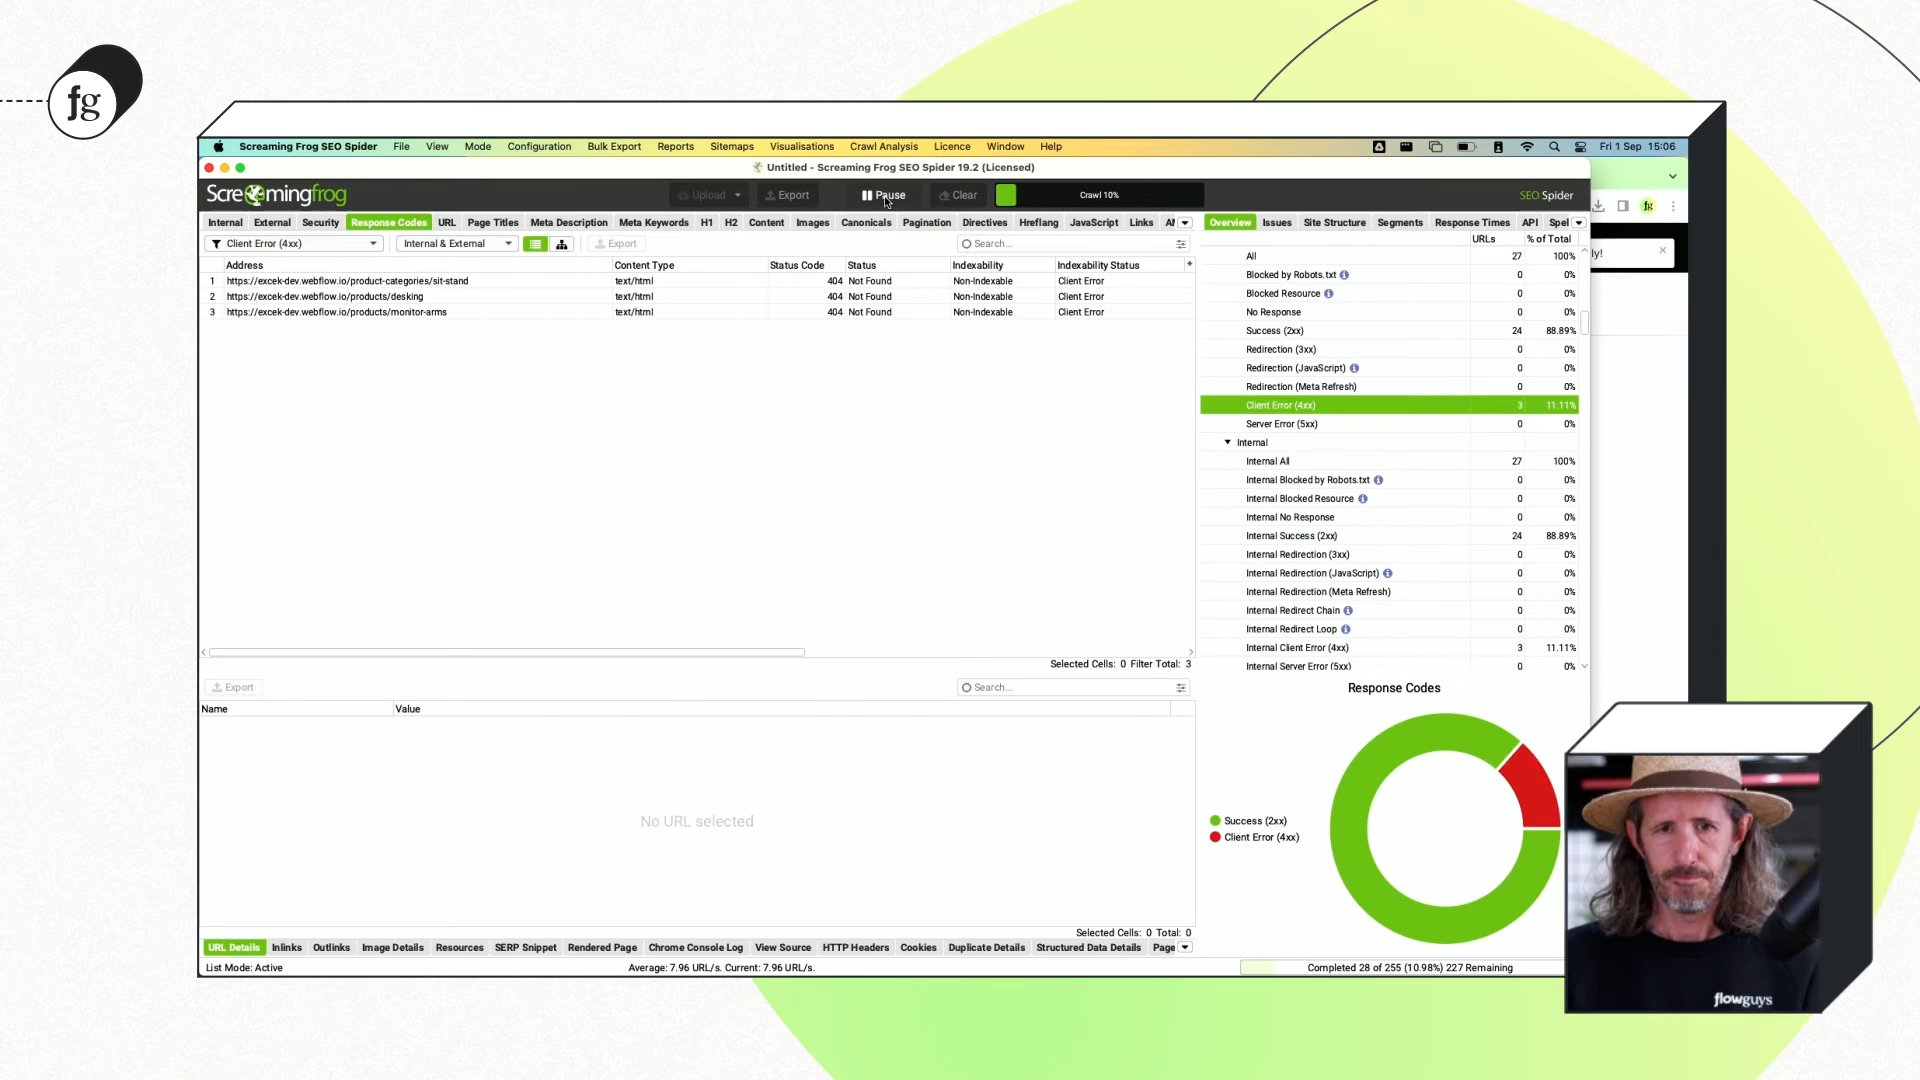 fg
Screaming Frog SEO Spider File View Mode Configuration Bulk Export Reports Sitemaps Visualisations Crawl Analysis Licence Window Help Fri 1 Sep 15:06
Untitled - Screaming Frog SEO Spider 19.2 (Licensed)
Screamingfrog Upload Export Pause Clear Crawl 10% SEO Spider
fg
Internal External Security Response Codes URL Page Titles Meta Description Meta Keywords H1 H2 Content Images Canonicals Pagination Directives Hreflang JavaScript Links Overview Issues Site Structure Segments Response Times API Spel
Client Error (4xx) Internal & External Export Search...
URLs % of Total
ly!
Address Content Type Status Code Status Indexability Indexability Status
1 https://excek-dev.webflow.io/product-categories/sit-stand text/html 404 Not Found Non-Indexable Client Error
2 https://excek-dev.webflow.io/products/desking text/html 404 Not Found Non-Indexable Client Error
3 https://excek-dev.webflow.io/products/monitor-arms text/html 404 Not Found Non-Indexable Client Error
All 27 100%
Blocked by Robots.txt 0 0%
Blocked Resource 0 0%
No Response 0 0%
Success (2xx) 24 88.89%
Redirection (3xx) 0 0%
Redirection (JavaScript) 0 0%
Redirection (Meta Refresh) 0 0%
Client Error (4xx) 3 11.11%
Server Error (5xx) 0 0%
Internal
Internal All 27 100%
Internal Blocked by Robots.txt 0 0%
Internal Blocked Resource 0 0%
Internal No Response 0 0%
Internal Success (2xx) 24 88.89%
Internal Redirection (3xx) 0 0%
Internal Redirection (JavaScript) 0 0%
Internal Redirection (Meta Refresh) 0 0%
Internal Redirect Chain 0 0%
Internal Redirect Loop 0 0%
Internal Client Error (4xx) 3 11.11%
Internal Server Error (5xx) 0 0%
Selected Cells: 0 Filter Total: 3
Export Search...
Name Value
No URL selected
Response Codes
Success (2xx)
Client Error (4xx)
Selected Cells: 0 Total: 0
URL Details Inlinks Outlinks Image Details Resources SERP Snippet Rendered Page Chrome Console Log View Source HTTP Headers Cookies Duplicate Details Structured Data Details Page
List Mode: Active Average: 7.96 URL/s. Current: 7.96 URL/s. Completed 28 of 255 (10.98%) 227 Remaining
flowguys